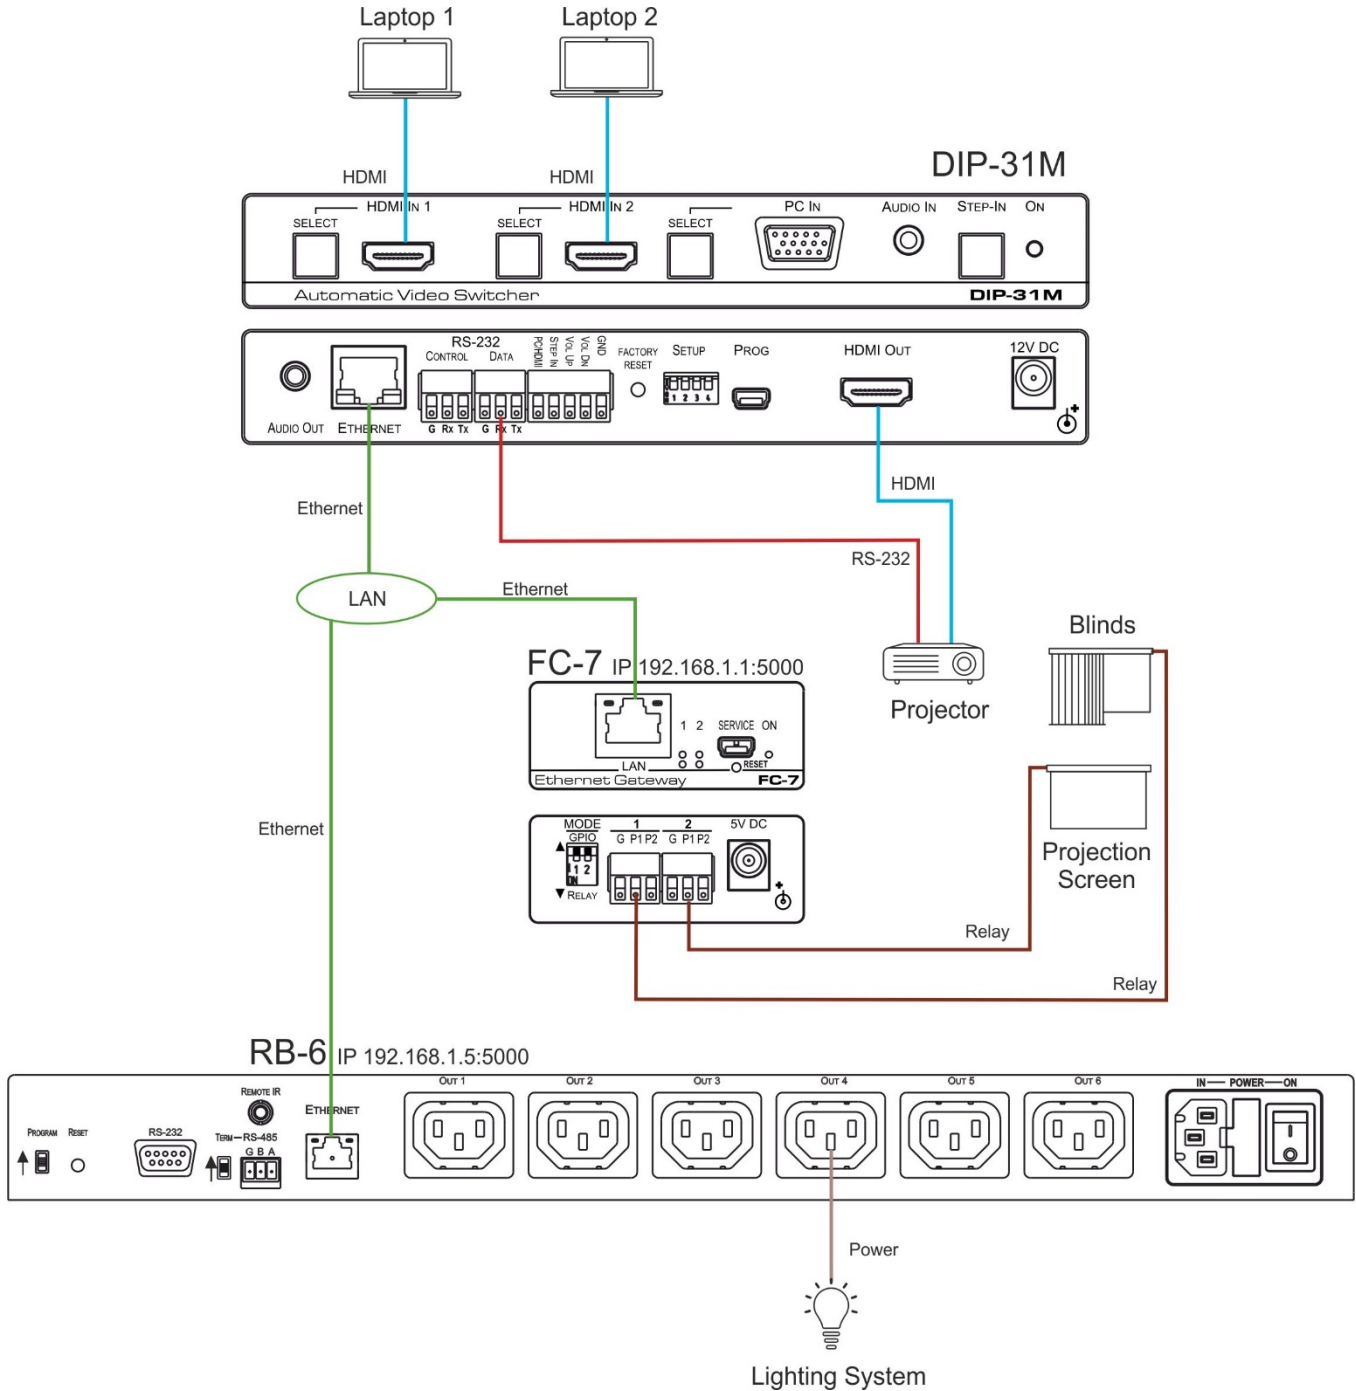 Laptop 1 Laptop 2
HDMI HDMI
DIP-31M
SELECT HDMI IN 1 SELECT HDMI IN 2 SELECT PC IN AUDIO IN STEP-IN ON
Automatic Video Switcher DIP-31M
RS-232
CONTROL DATA
PC/HDMI
STEP IN
VOL UP
VOL DN
GND
FACTORY
RESET
SETUP
1 2 3 4
PROG
HDMI OUT
12V DC
AUDIO OUT ETHERNET G Rx Tx G Rx Tx +
HDMI
Ethernet
RS-232
LAN
Ethernet
Blinds
FC-7 IP 192.168.1.1:5000
Projector
1 2 SERVICE ON
LAN RESET
Ethernet Gateway FC-7
Ethernet
MODE 1 2 5V DC
GPIO G P1 P2 G P1 P2
1 2
ON
RELAY +
Projection
Screen
Relay
Relay
RB-6 IP 192.168.1.5:5000
OUT 1 OUT 2 OUT 3 OUT 4 OUT 5 OUT 6 IN POWER ON
REMOTE IR
ETHERNET
PROGRAM RESET RS-232 TERM RS-485
G B A
Power
Lighting System